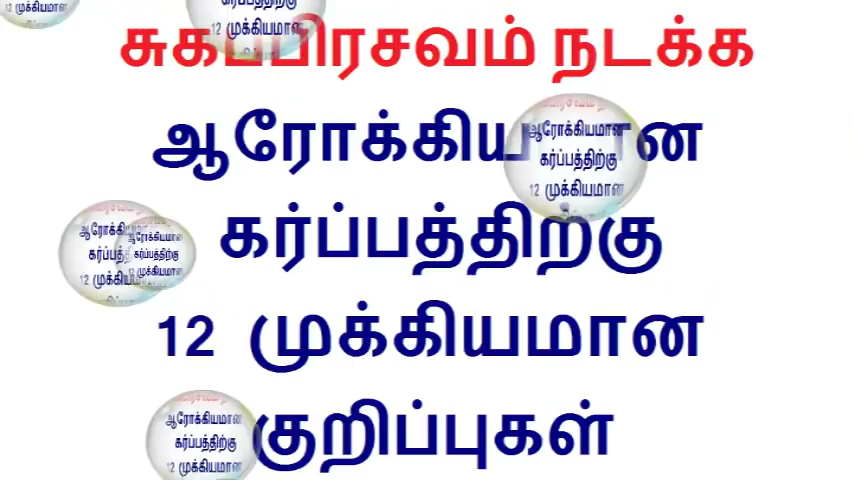 சுகப்பிரசவம் நடக்க
ஆரோக்கியமான
கர்ப்பத்திற்கு
12 முக்கியமான
குறிப்புகள்